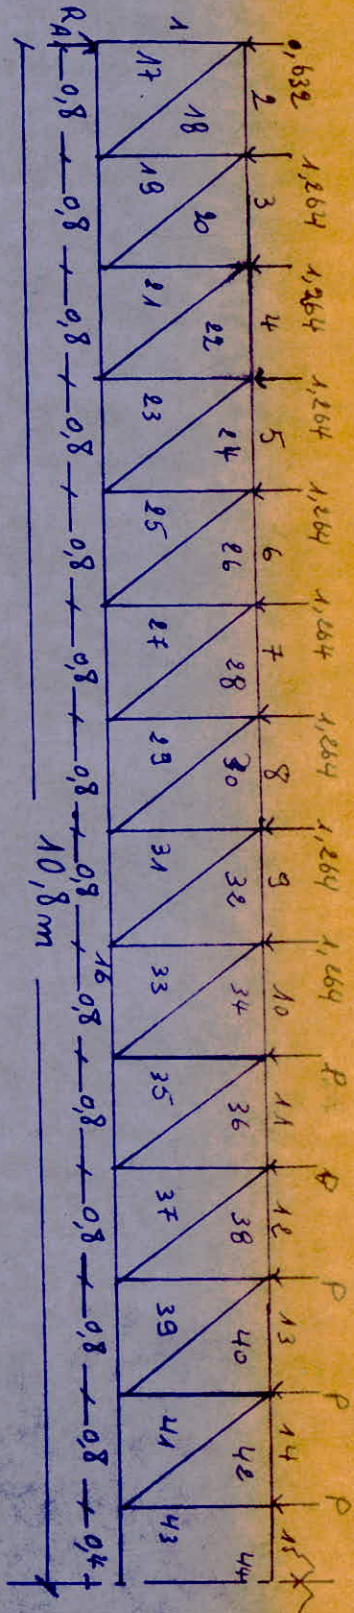 0,632 1,264 1,264 1,264 1,264 1,264 1,264 1,264 1,264 P P P P P
2 3 4 5 6 7 8 9 10 11 12 13 14 15
18 20 22 24 26 28 30 32 34 36 38 40 42 44
1 17 19 21 23 25 27 29 31 33 35 37 39 41 43
16
RA 0,8 0,8 0,8 0,8 0,8 0,8 0,8 0,8 0,8 0,8 0,8 0,8 0,8 0,4
10,8m